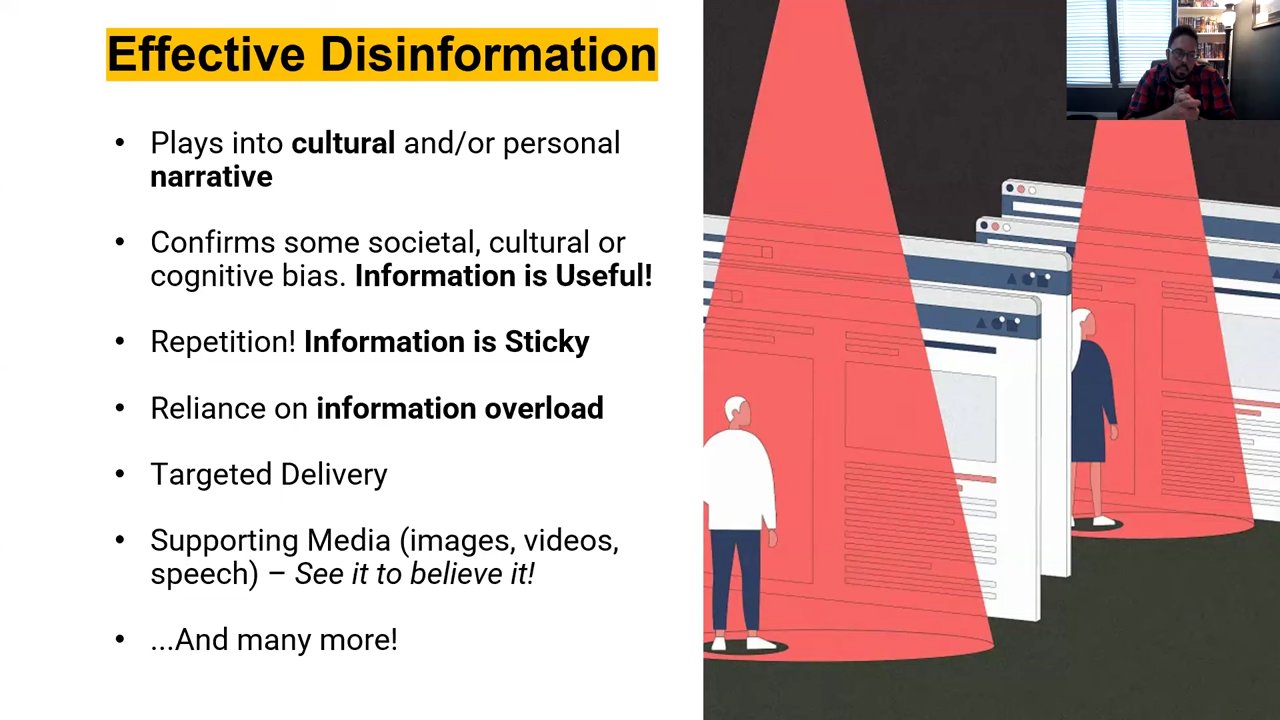 Effective Disinformation
• Plays into cultural and/or personal
narrative
• Confirms some societal, cultural or
cognitive bias. Information is Useful!
• Repetition! Information is Sticky
• Reliance on information overload
• Targeted Delivery
• Supporting Media (images, videos,
speech) – See it to believe it!
• ...And many more!